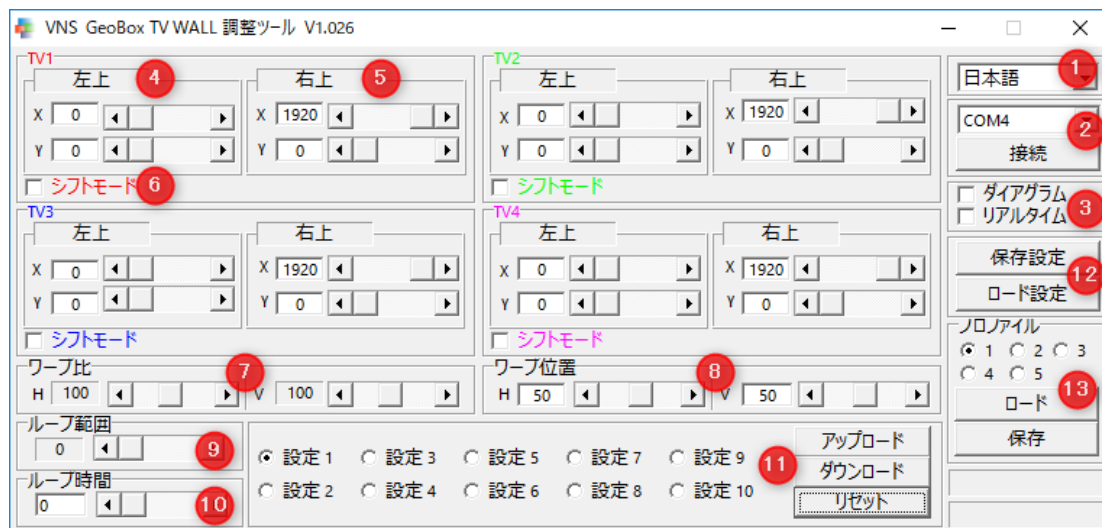 VNS GeoBox TV WALL 調整ツール V1.026
TV1
左上 4
右上 5
X 0
X 1920
Y 0
Y 0
シフトモード 6
TV2
左上
右上
X 0
X 1920
Y 0
Y 0
シフトモード
TV3
左上
右上
X 0
X 1920
Y 0
Y 0
シフトモード
TV4
左上
右上
X 0
X 1920
Y 0
Y 0
シフトモード
ワープ比 7
H 100
V 100
ワープ位置 8
H 50
V 50
ループ範囲
0 9
ループ時間
0 10
設定 1 設定 3 設定 5 設定 7 設定 9
設定 2 設定 4 設定 6 設定 8 設定 10
11
アップロード
ダウンロード
リセット
日本語 1
COM4 2
接続
ダイアグラム
リアルタイム 3
保存設定
ロード設定 12
プロファイル
1 2 3
4 5
ロード 13
保存